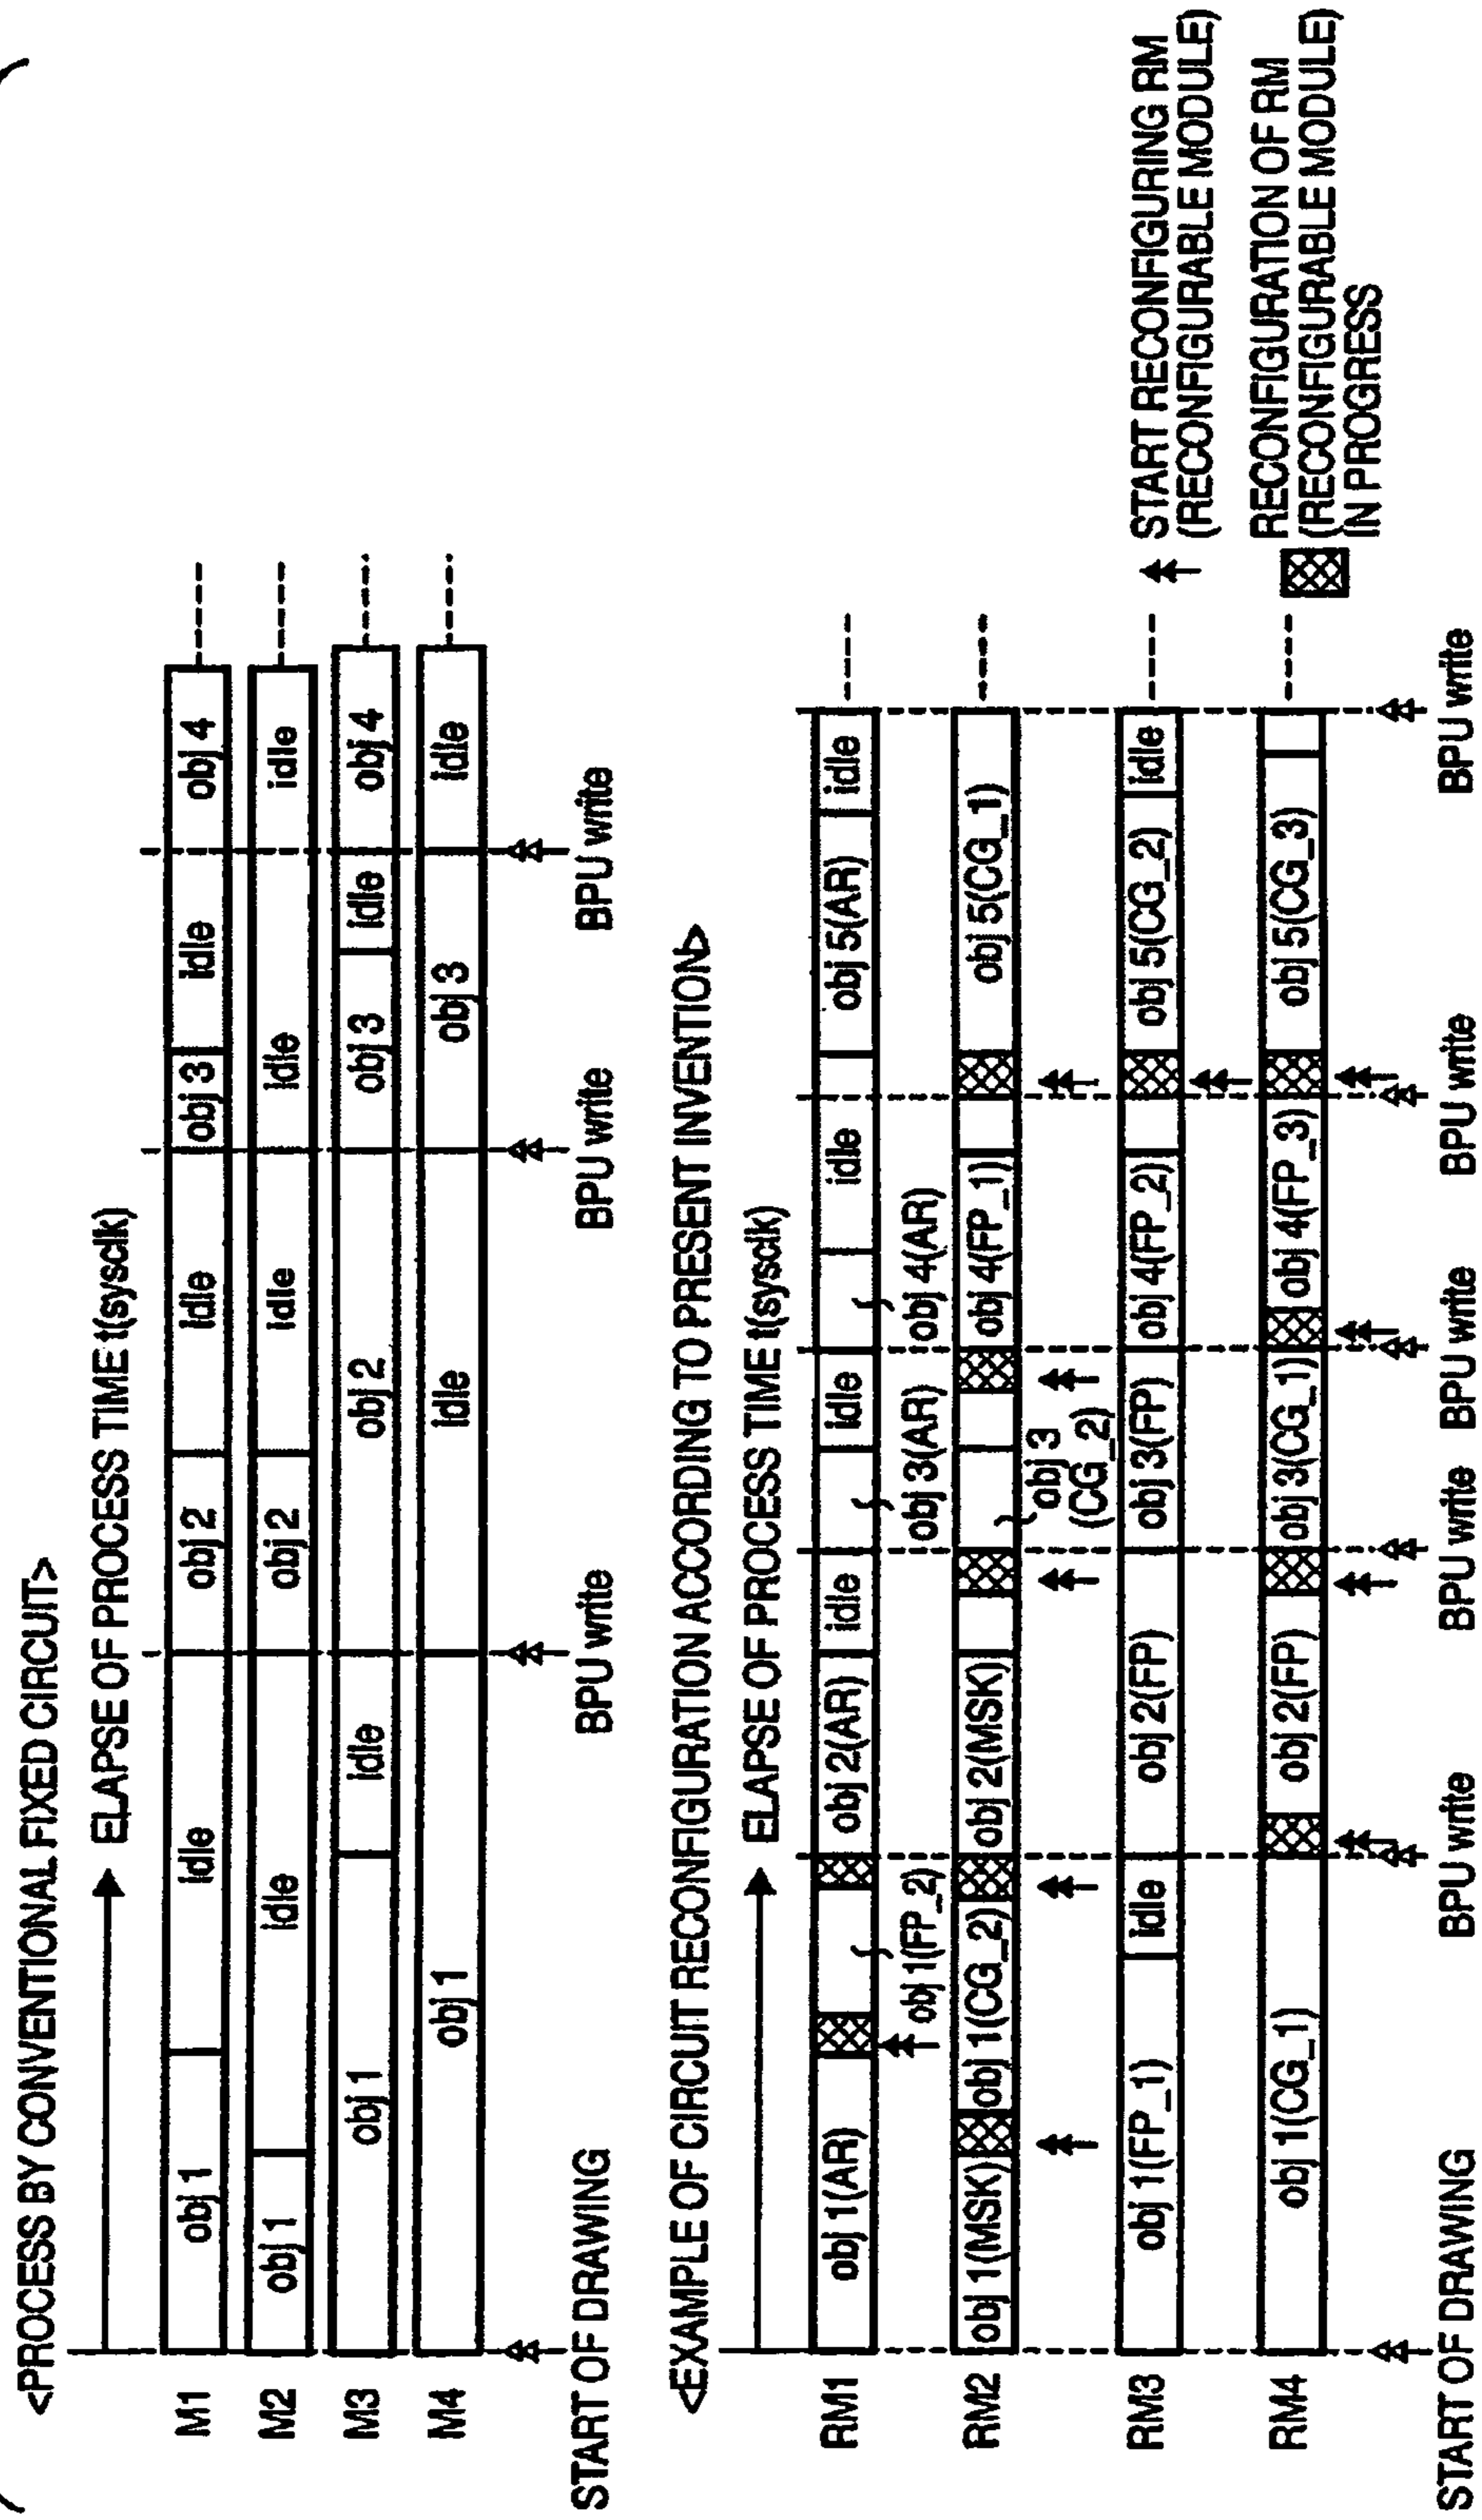 <PROCESS BY CONVENTIONAL FIXED CIRCUIT>
ELAPSE OF PROCESS TIME t(sysclk)
M1 obj 1 idle obj 2 idle obj 3 idle obj 4
M2 obj 1 idle obj 2 idle idle idle
M3 obj 1 idle obj 2 obj 3 idle obj 4
M4 obj 1 idle obj 3 idle
START OF DRAWING BPU write BPU write BPU write
<EXAMPLE OF CIRCUIT RECONFIGURATION ACCORDING TO PRESENT INVENTION>
ELAPSE OF PROCESS TIME t(sysclk)
RM1 obj 1(AR) obj 2(AR) idle idle idle obj 5(AR) idle
obj 1(FP_2) obj 3(AR) obj 4(AR)
RM2 obj 1(MSK) obj 1(CG_2) obj 2(MSK) obj 4(FP_1) obj 5(CG_1)
obj 3
(CG_2)
RM3 obj 1(FP_1) idle obj 2(FP) obj 3(FP) obj 4(FP_2) obj 5(CG_2) idle
RM4 obj 1(CG_1) obj 2(FP) obj 3(CG_1) obj 4(FP_3) obj 5(CG_3)
START OF DRAWING BPU write BPU write BPU write BPU write BPU write
START RECONFIGURING RM
(RECONFIGURABLE MODULE)
RECONFIGURATION OF RM
(RECONFIGURABLE MODULE)
IN PROGRESS